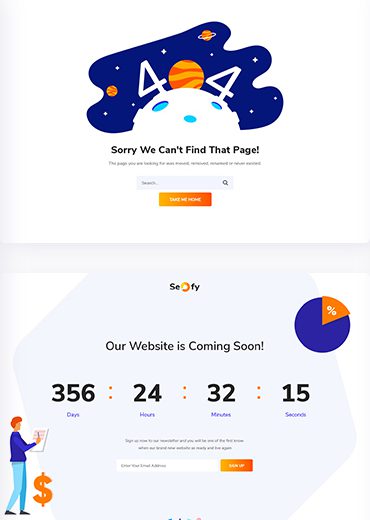 404
Sorry We Can't Find That Page!
The page you are looking for was moved, removed, renamed or never existed.
Search...
TAKE ME HOME
Seofy
%
Our Website is Coming Soon!
356 : 24 : 32 : 15
Days Hours Minutes Seconds
Sign up now to our newsletter and you will be one of the first know
when our brand new website is ready and live again
Enter Your Email Address
SIGN UP
$